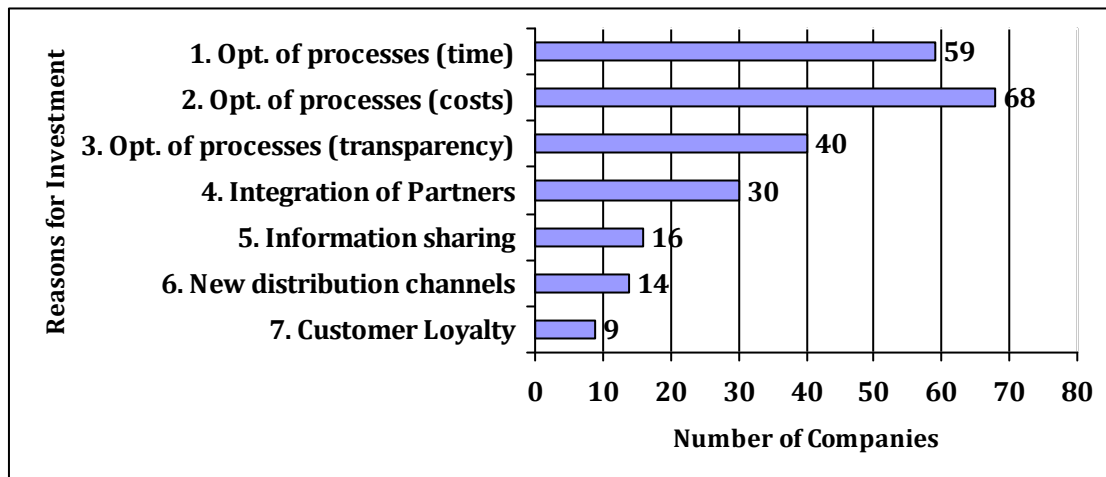 Reasons for Investment
1. Opt. of processes (time)
59
2. Opt. of processes (costs)
68
3. Opt. of processes (transparency)
40
4. Integration of Partners
30
5. Information sharing
16
6. New distribution channels
14
7. Customer Loyalty
9
0 10 20 30 40 50 60 70 80
Number of Companies